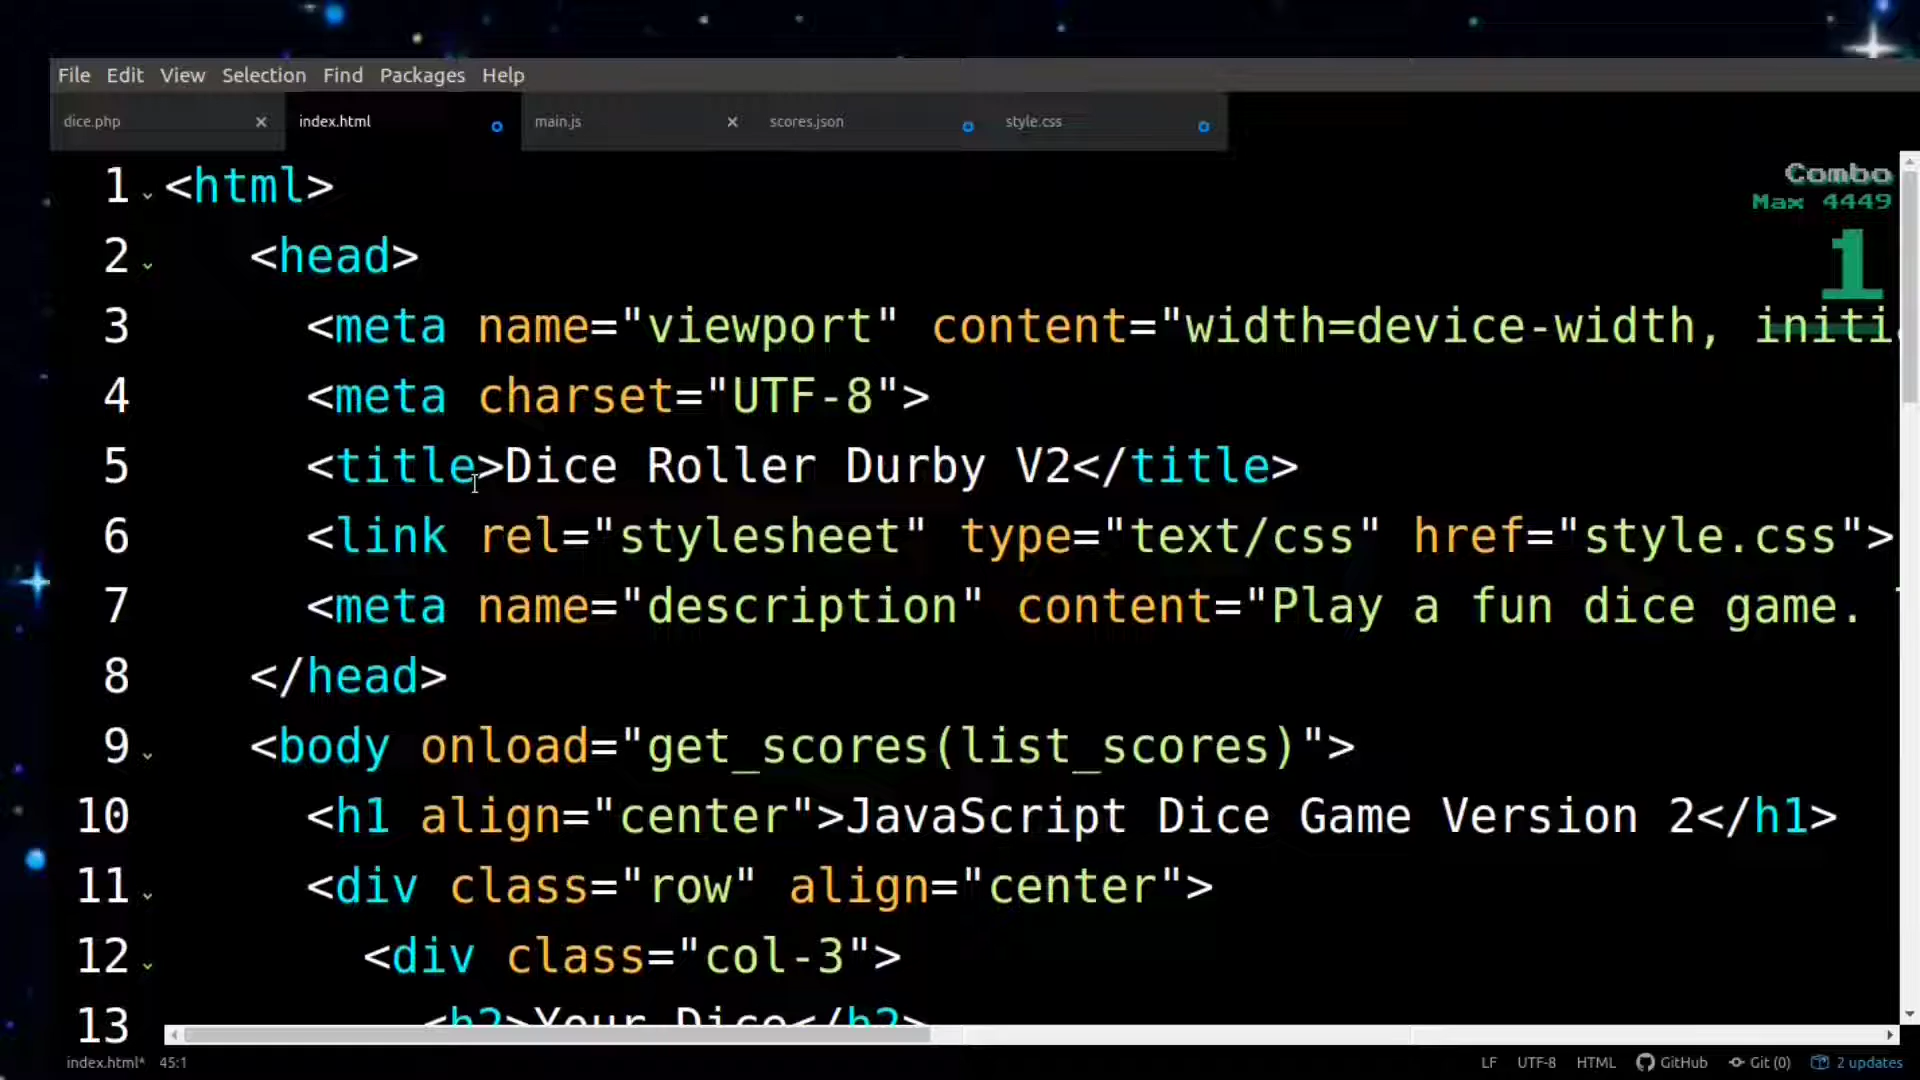 File Edit View Selection Find Packages Help
dice.php index.html main.js scores.json style.css
Combo
Max 4449
1
1 <html>
2 <head>
3 <meta name="viewport" content="width=device-width, initi
4 <meta charset="UTF-8">
5 <title>Dice Roller Durby V2</title>
6 <link rel="stylesheet" type="text/css" href="style.css">
7 <meta name="description" content="Play a fun dice game.
8 </head>
9 <body onload="get_scores(list_scores)">
10 <h1 align="center">JavaScript Dice Game Version 2</h1>
11 <div class="row" align="center">
12 <div class="col-3">
13 <h2>Your Dice</h2>
index.html* 45:1 LF UTF-8 HTML GitHub Git (0) 2 updates